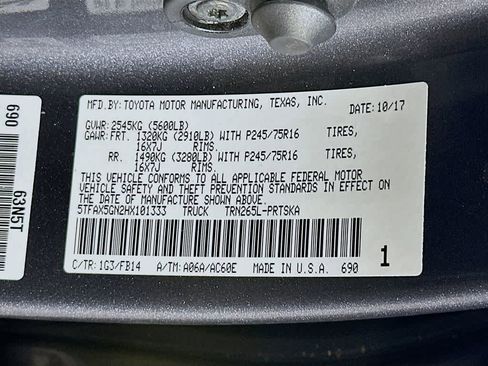 MFD.BY: TOYOTA MOTOR MANUFACTURING, TEXAS, INC.
DATE: 10/17
GVWR: 2545KG (5600LB)
GAWR: FRT. 1320KG (2910LB) WITH P245/75R16 TIRES,
16X7J RIMS.
RR. 1490KG (3280LB) WITH P245/75R16 TIRES,
16X7J RIMS.
THIS VEHICLE CONFORMS TO ALL APPLICABLE FEDERAL MOTOR
VEHICLE SAFETY AND THEFT PREVENTION STANDARDS IN EFFECT ON
THE DATE OF MANUFACTURE SHOWN ABOVE.
5TFAX5GN2HX101333 TRUCK TRN265L-PRTSKA
C/TR: 1G3/FB14 A/TM: A06A/AC60E MADE IN U.S.A. 690
1
690
63N5T